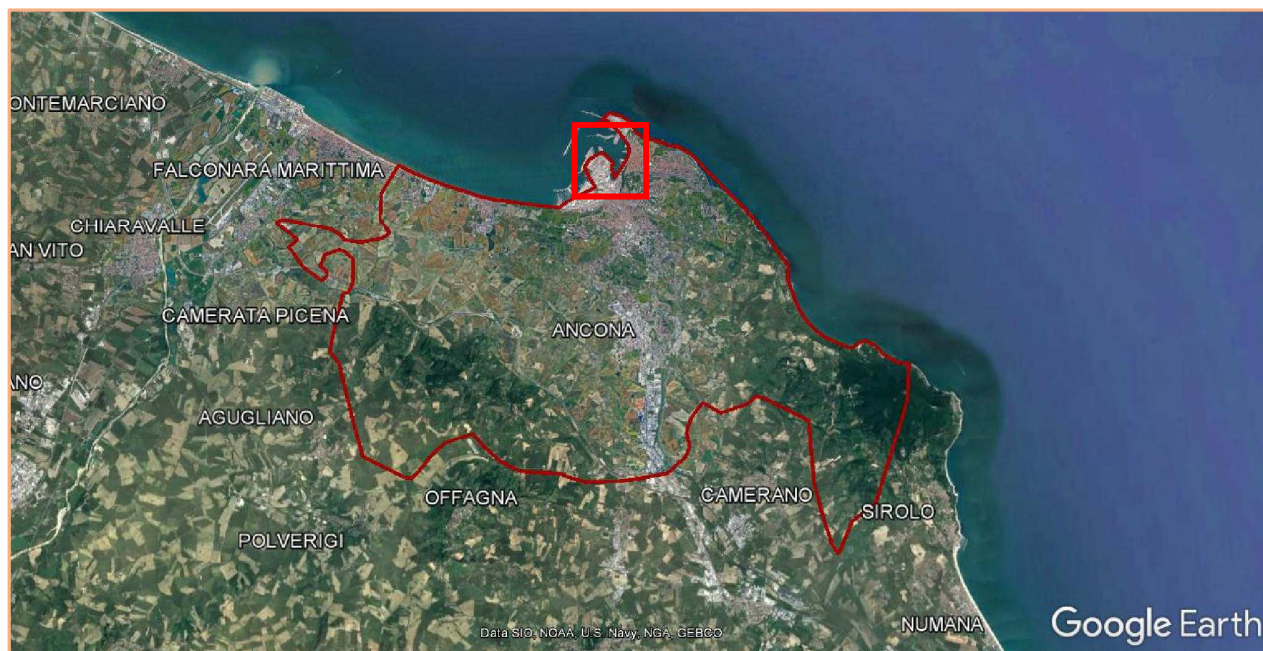 ONTEMARCIANO
FALCONARA MARITTIMA
CHIARAVALLE
AN VITO
CAMERATA PICENA
ANCONA
ANO
AGUGLIANO
OFFAGNA
CAMERANO
SIROLO
POLVERIGI
NUMANA
Google Earth
Data SIO, NOAA, U.S. Navy, NGA, GEBCO